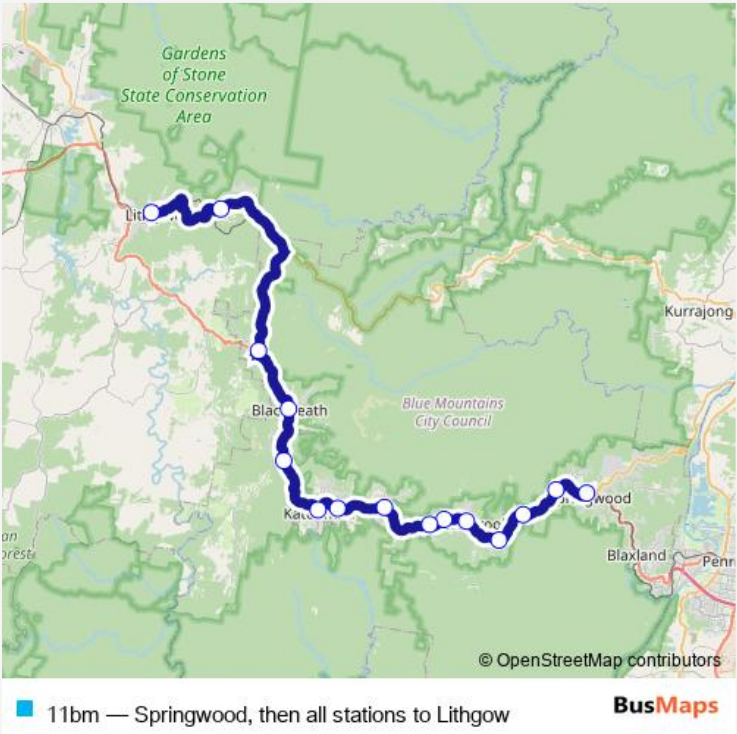 Gardens
of Stone
State Conservation
Area
Kurrajong
Blue Mountains
City Council
Blaxland
Penr
© OpenStreetMap contributors
11bm — Springwood, then all stations to Lithgow
BusMaps